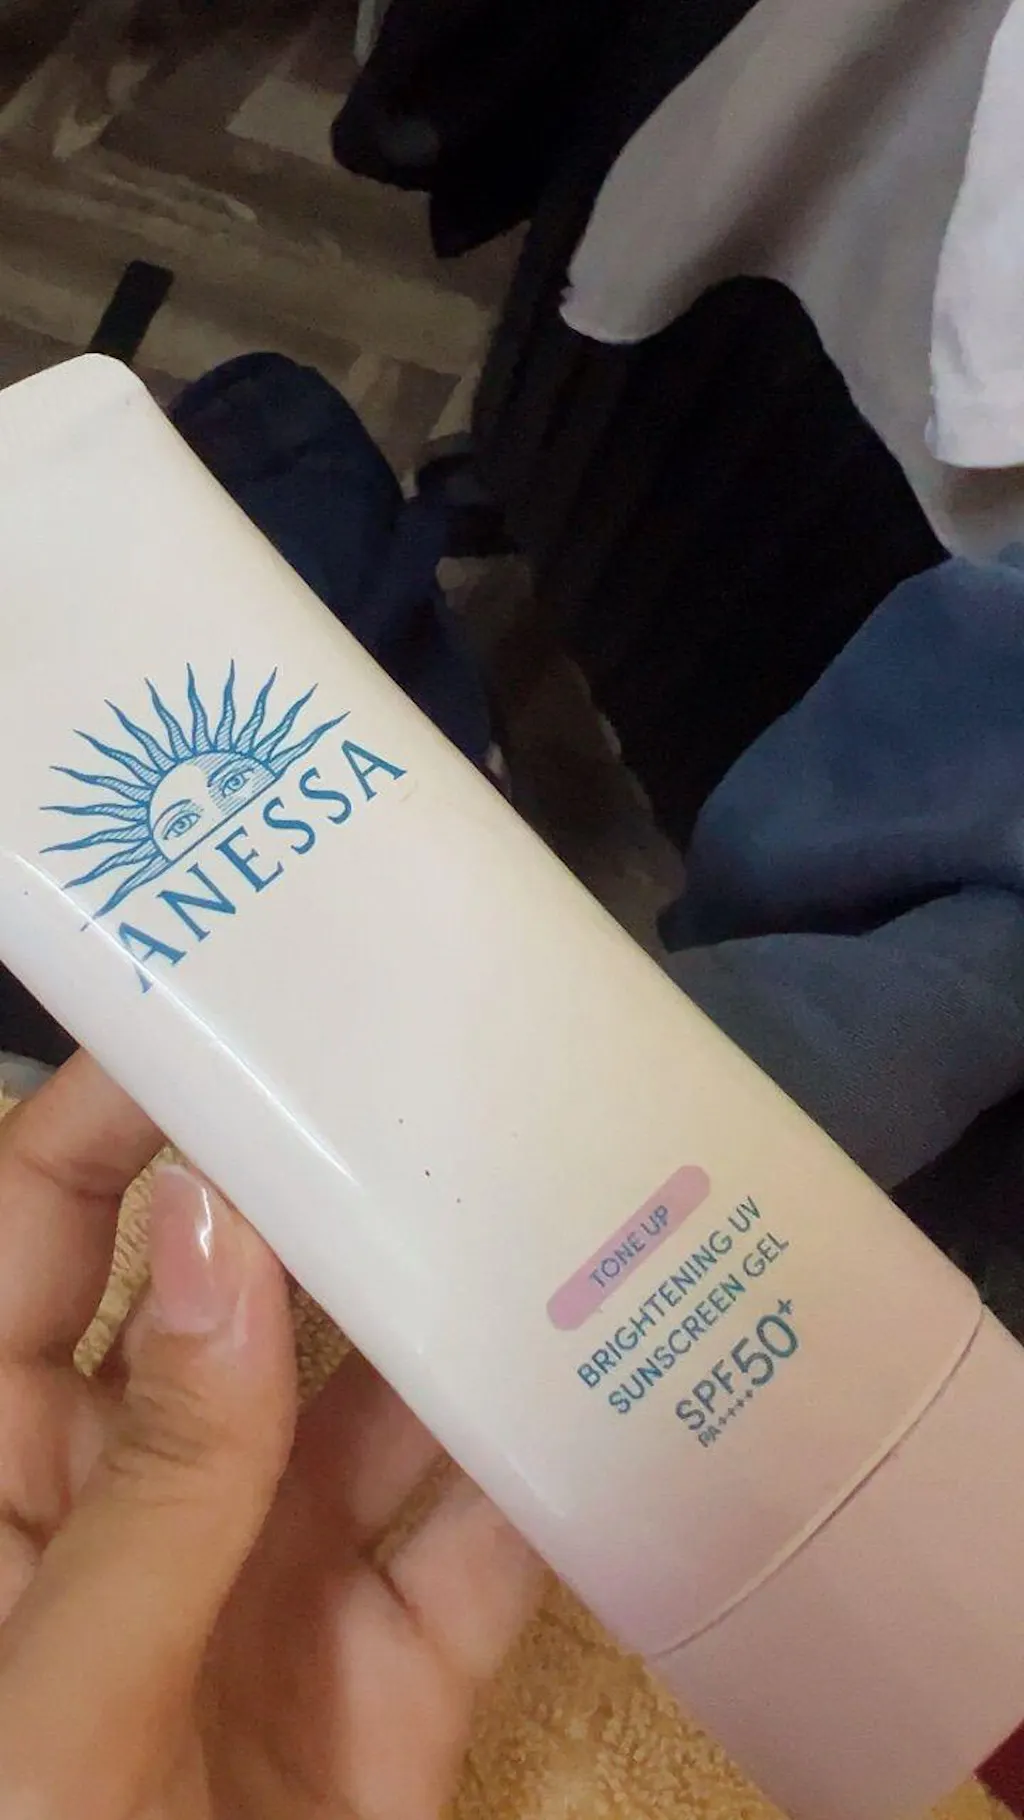 ANESSA
TONE UP
BRIGHTENING UV
SUNSCREEN GEL
SPF50+
PA++++